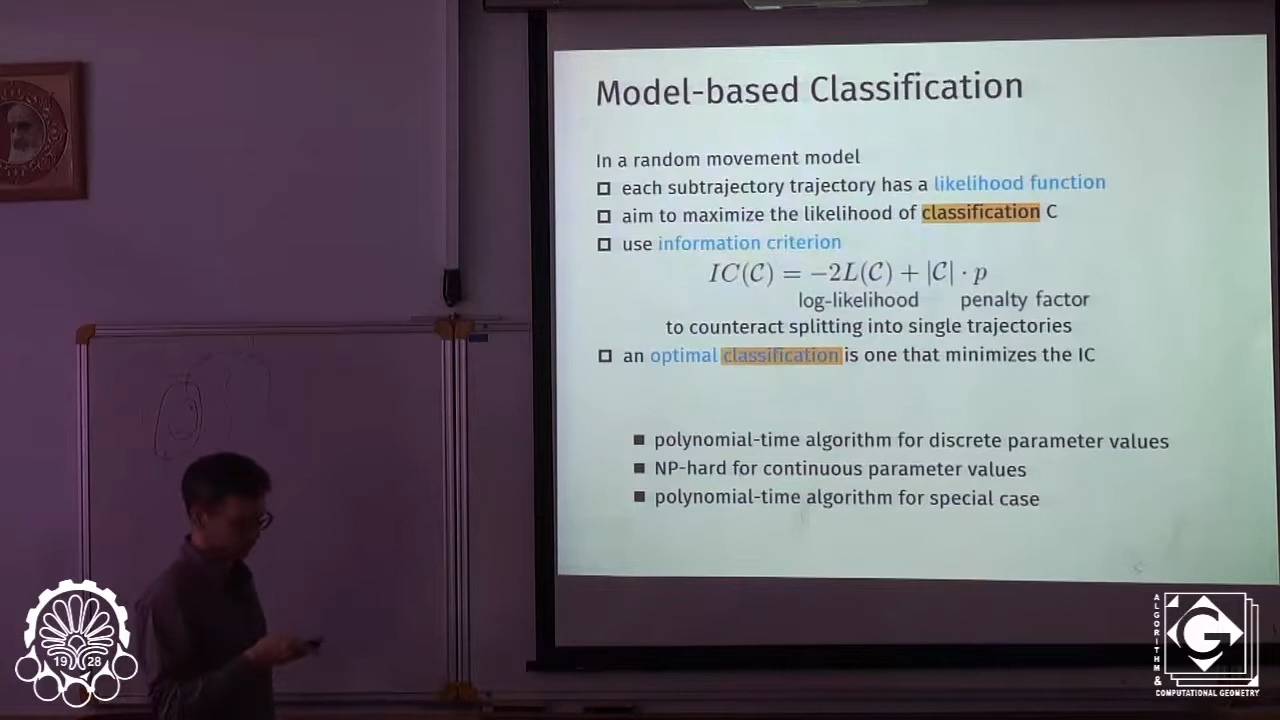 Model-based Classification
In a random movement model
each subtrajectory trajectory has a likelihood function
aim to maximize the likelihood of classification C
use information criterion
IC(𝒞) = −2L(𝒞) + |𝒞| · p
log-likelihood penalty factor
to counteract splitting into single trajectories
an optimal classification is one that minimizes the IC
polynomial-time algorithm for discrete parameter values
NP-hard for continuous parameter values
polynomial-time algorithm for special case
19 28
ALGORITHM &
G
COMPUTATIONAL GEOMETRY